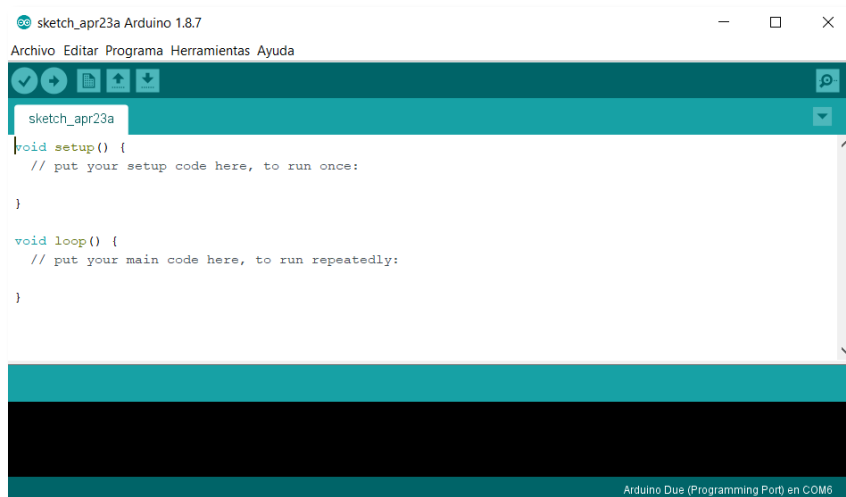 sketch_apr23a Arduino 1.8.7
Archivo Editar Programa Herramientas Ayuda
sketch_apr23a
void setup() {
  // put your setup code here, to run once:
}
void loop() {
  // put your main code here, to run repeatedly:
}
Arduino Due (Programming Port) en COM6